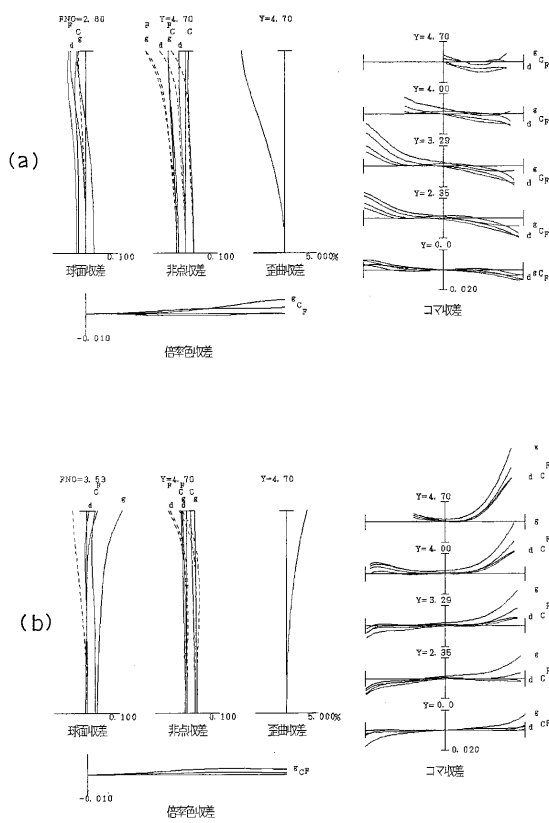 (a)
FNO=2.80
F
C
d g
Y=4.70
F
C
g d g d C
Y=4.70
0.100
球面収差
0.100
非点収差
5.000%
歪曲収差
g
C
F
-0.010
倍率色収差
Y=4.70
g
C
d F
Y=4.00
g
C
d F
Y=3.29
g
C
d F
Y=2.35
g
C
d F
Y=0.0
g
C
d F
0.020
コマ収差
(b)
FNO=3.53
F
C
d g
Y=4.70
F F
C C
d g d g
Y=4.70
0.100
球面収差
0.100
非点収差
5.000%
歪曲収差
g
C F
-0.010
倍率色収差
g
F
d C
Y=4.70
g
F
d C
Y=4.00
g
F
d C
Y=3.29
g
F
d C
Y=2.35
g
d C F
Y=0.0
0.020
コマ収差